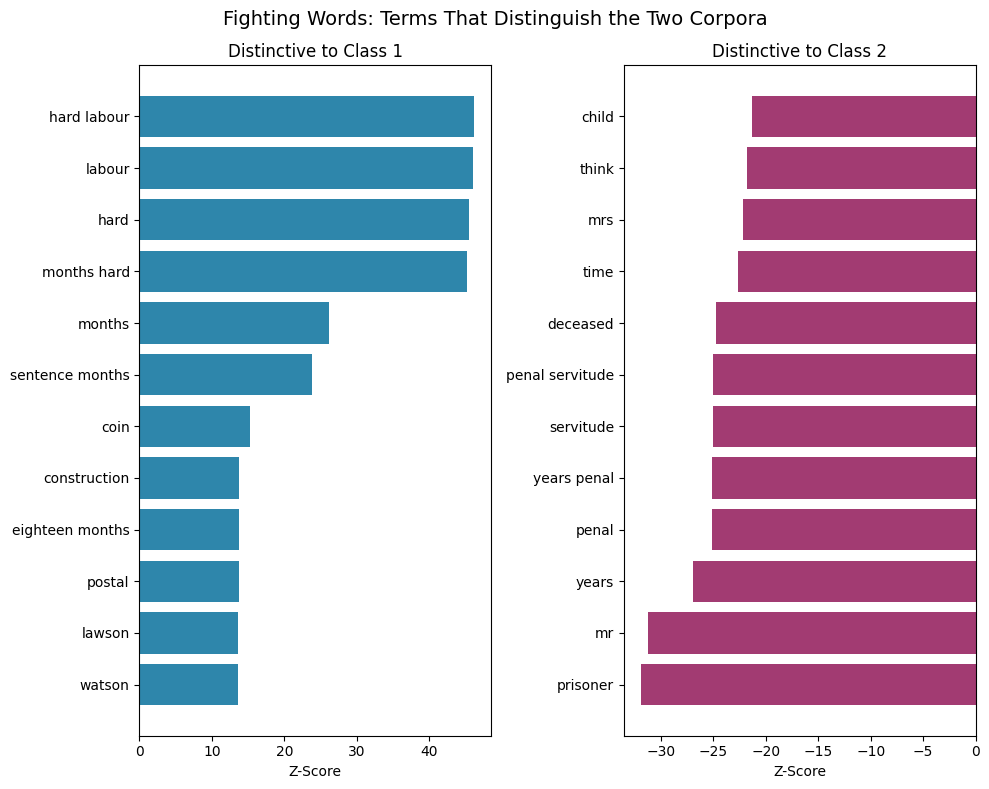 Fighting Words: Terms That Distinguish the Two Corpora
Distinctive to Class 1
hard labour
labour
hard
months hard
months
sentence months
coin
construction
eighteen months
postal
lawson
watson
0 10 20 30 40
Z-Score
Distinctive to Class 2
child
think
mrs
time
deceased
penal servitude
servitude
years penal
penal
years
mr
prisoner
−30 −25 −20 −15 −10 −5 0
Z-Score